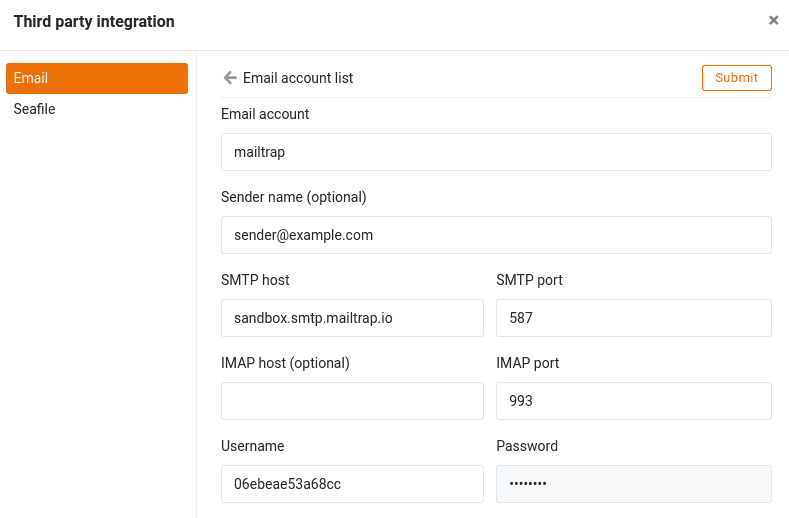 Third party integration ×
Email
Seafile
Email account list
Submit
Email account
mailtrap
Sender name (optional)
sender@example.com
SMTP host SMTP port
sandbox.smtp.mailtrap.io 587
IMAP host (optional) IMAP port
993
Username Password
06ebeae53a68cc ••••••••